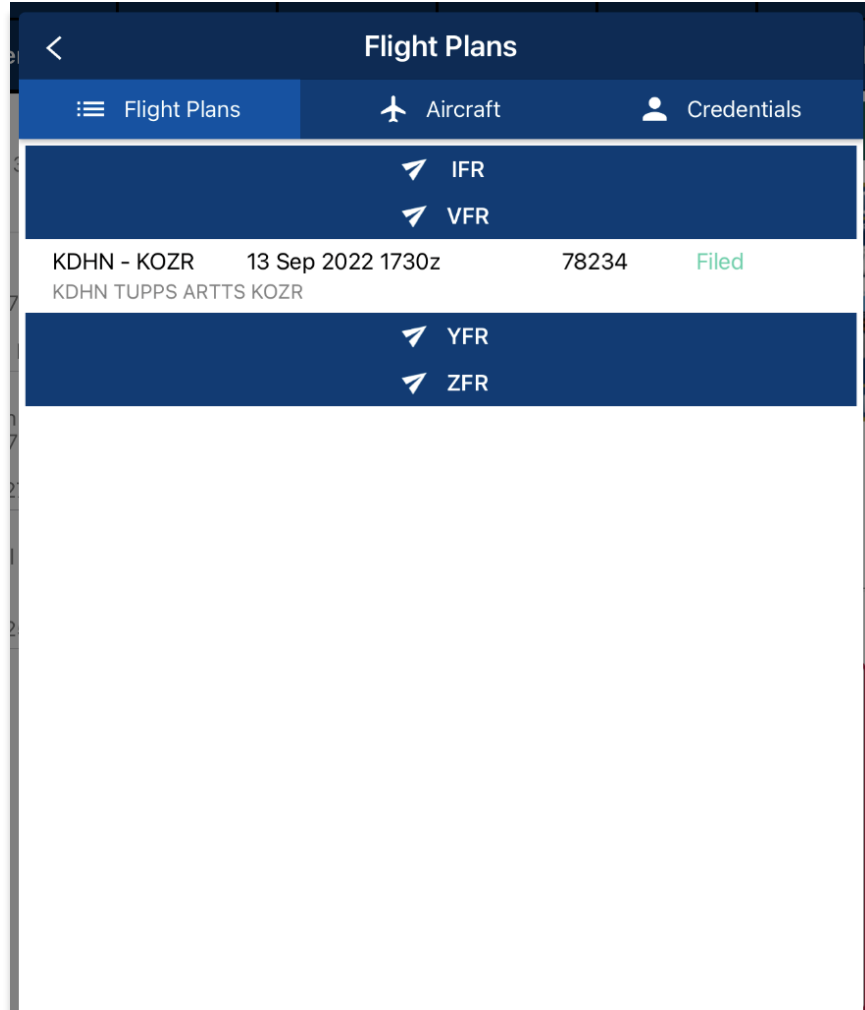 Flight Plans
Flight Plans Aircraft Credentials
IFR
VFR
KDHN - KOZR 13 Sep 2022 1730z 78234 Filed
KDHN TUPPS ARTTS KOZR
YFR
ZFR